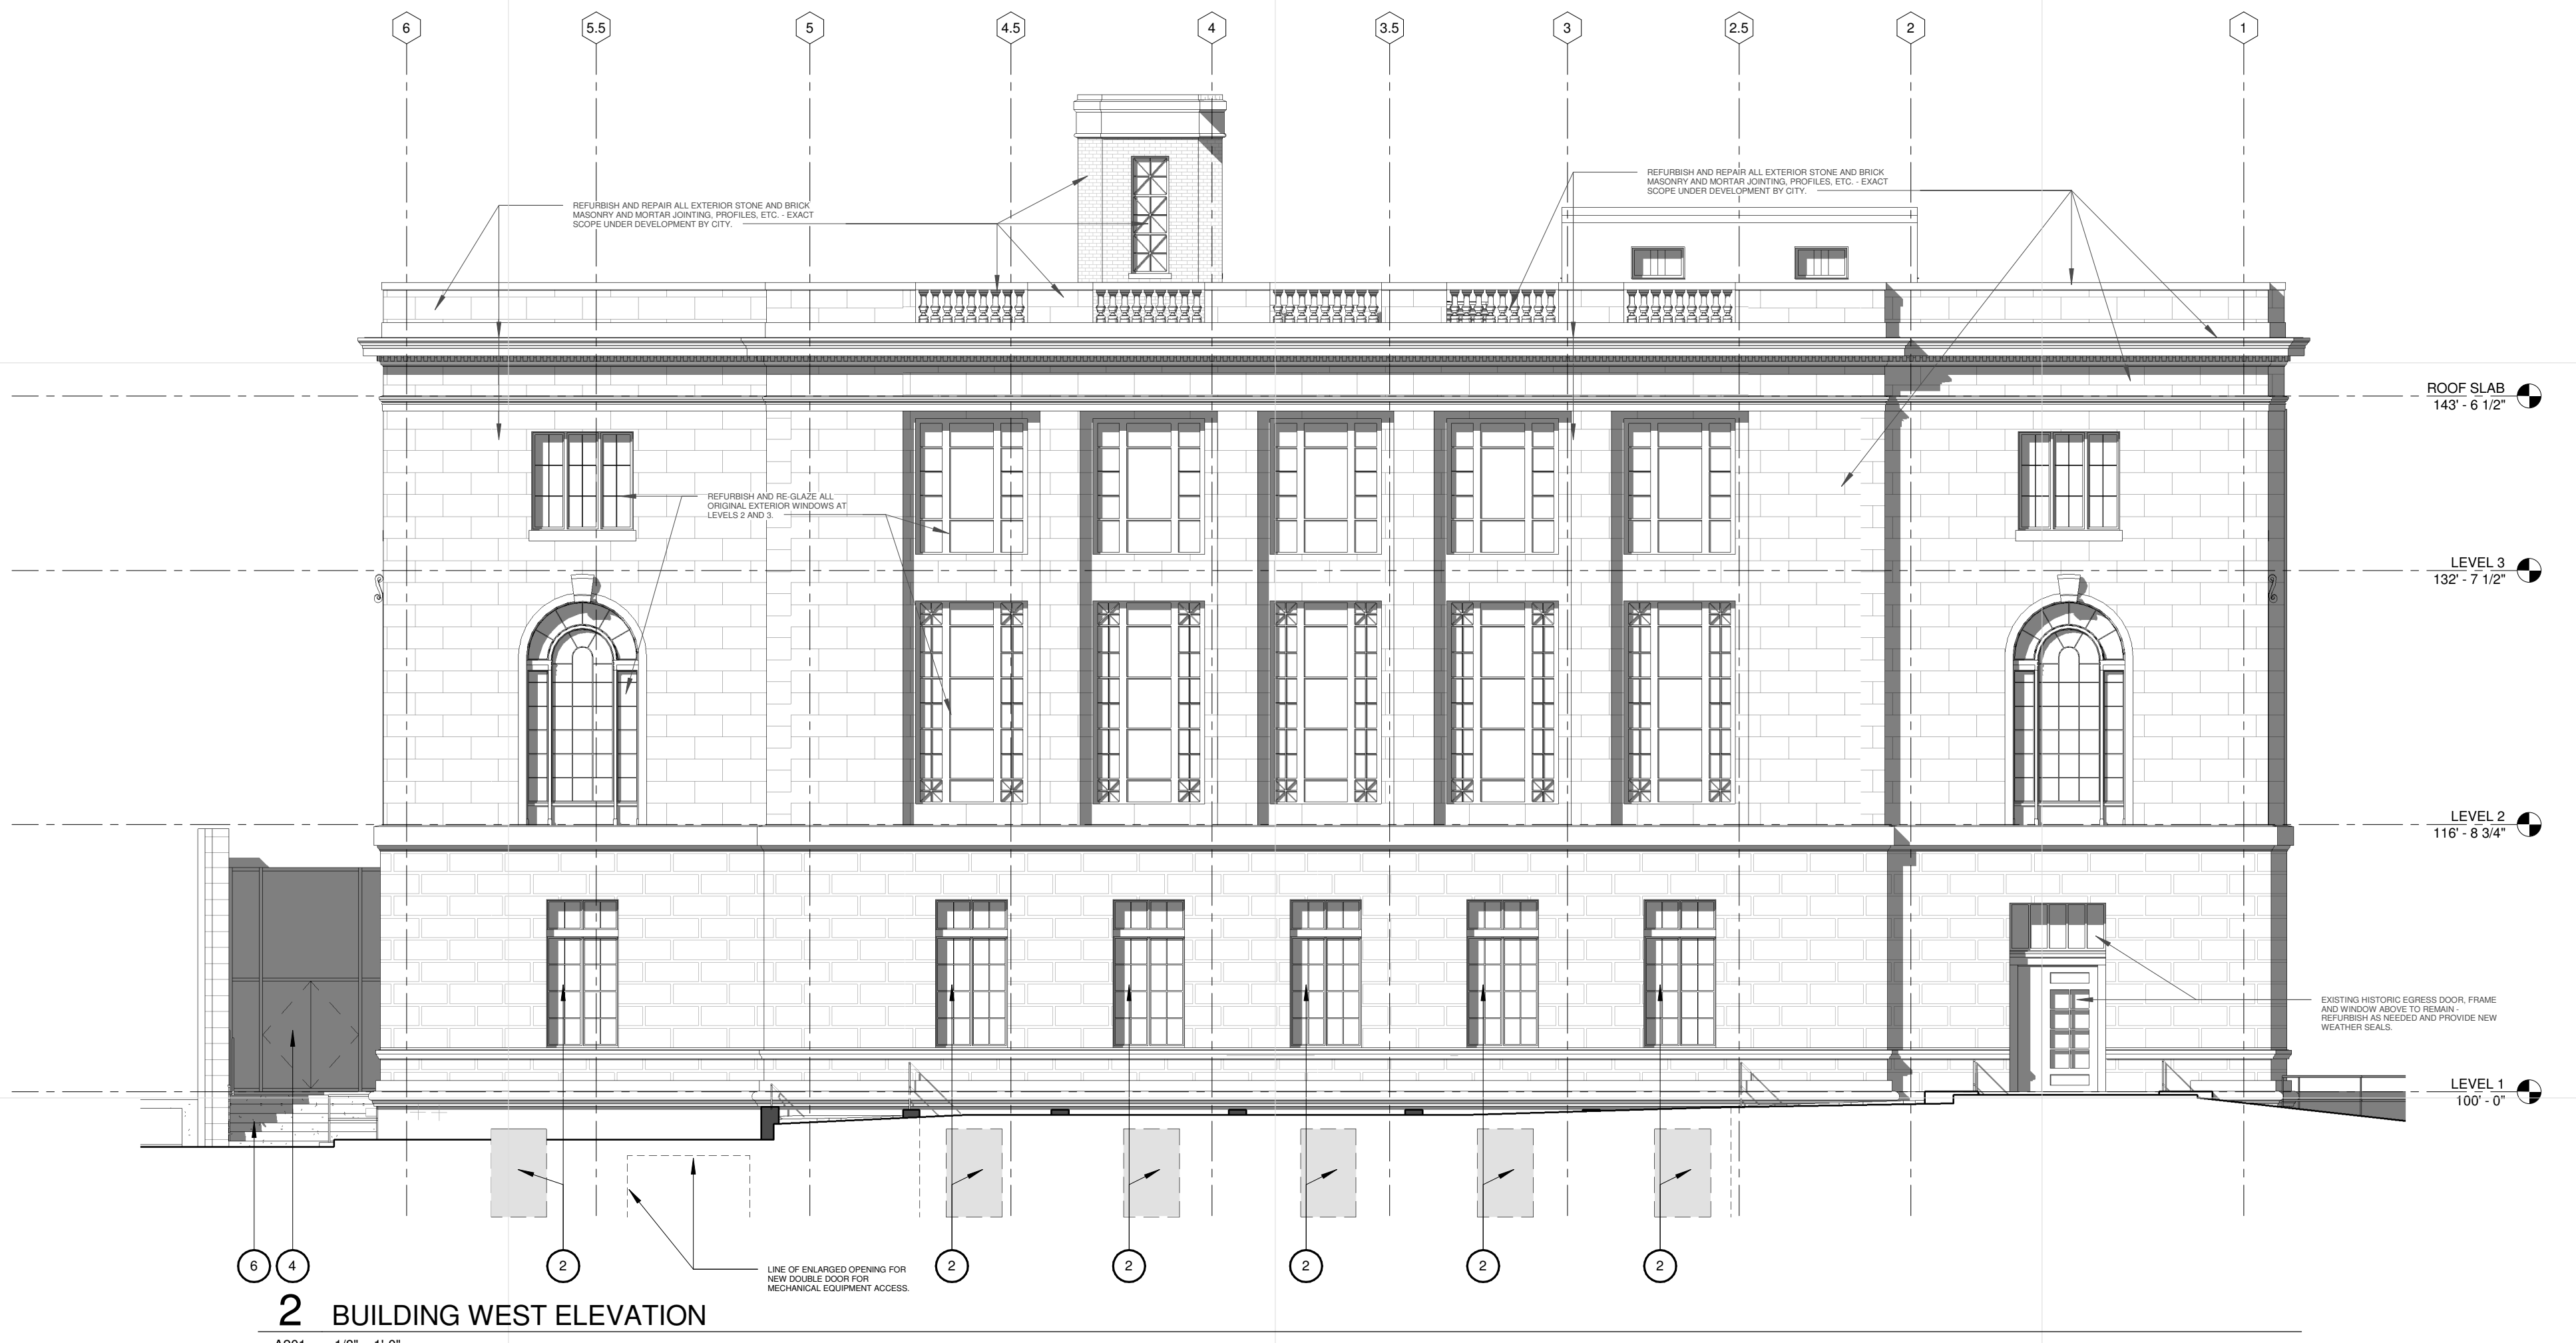 6 5.5 5 4.5 4 3.5 3 2.5 2 1
REFURBISH AND REPAIR ALL EXTERIOR STONE AND BRICK
MASONRY AND MORTAR JOINTING, PROFILES, ETC. - EXACT
SCOPE UNDER DEVELOPMENT BY CITY.
REFURBISH AND REPAIR ALL EXTERIOR STONE AND BRICK
MASONRY AND MORTAR JOINTING, PROFILES, ETC. - EXACT
SCOPE UNDER DEVELOPMENT BY CITY.
ROOF SLAB
143' - 6 1/2"
REFURBISH AND RE-GLAZE ALL
ORIGINAL EXTERIOR WINDOWS AT
LEVELS 2 AND 3.
LEVEL 3
132' - 7 1/2"
LEVEL 2
116' - 8 3/4"
EXISTING HISTORIC EGRESS DOOR, FRAME
AND WINDOW ABOVE TO REMAIN -
REFURBISH AS NEEDED AND PROVIDE NEW
WEATHER SEALS.
LEVEL 1
100' - 0"
6 4 2 2 2 2 2 2
LINE OF ENLARGED OPENING FOR
NEW DOUBLE DOOR FOR
MECHANICAL EQUIPMENT ACCESS.
2 BUILDING WEST ELEVATION